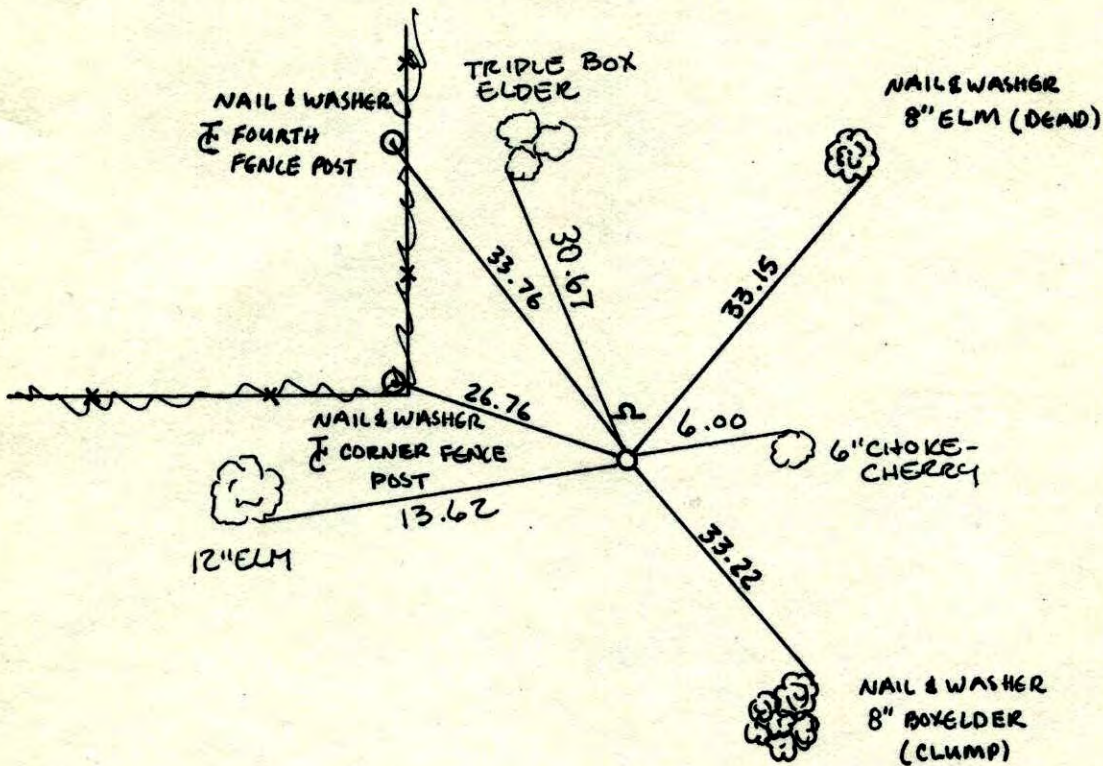 NAIL & WASHER
℄ FOURTH
FENCE POST
TRIPLE BOX
ELDER
NAIL & WASHER
8" ELM (DEAD)
33.76
30.67
33.15
26.76
6.00
NAIL & WASHER
℄ CORNER FENCE
POST
6" CHOKE-
CHERRY
13.62
12" ELM
33.22
NAIL & WASHER
8" BOXELDER
(CLUMP)